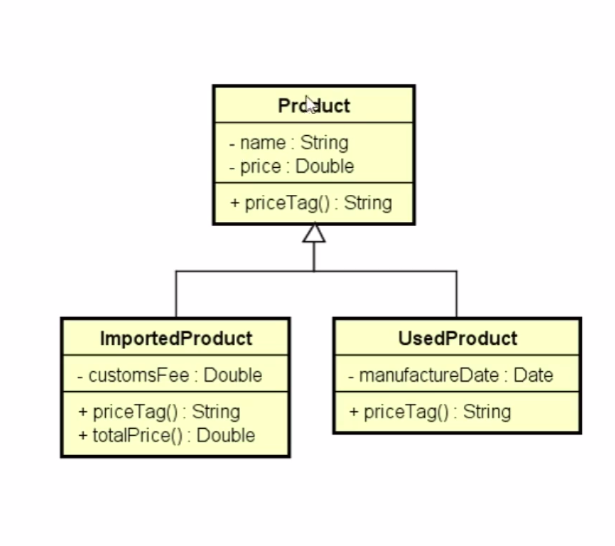 Product
- name : String
- price : Double
+ priceTag() : String
ImportedProduct
- customsFee : Double
+ priceTag() : String
+ totalPrice() : Double
UsedProduct
- manufactureDate : Date
+ priceTag() : String